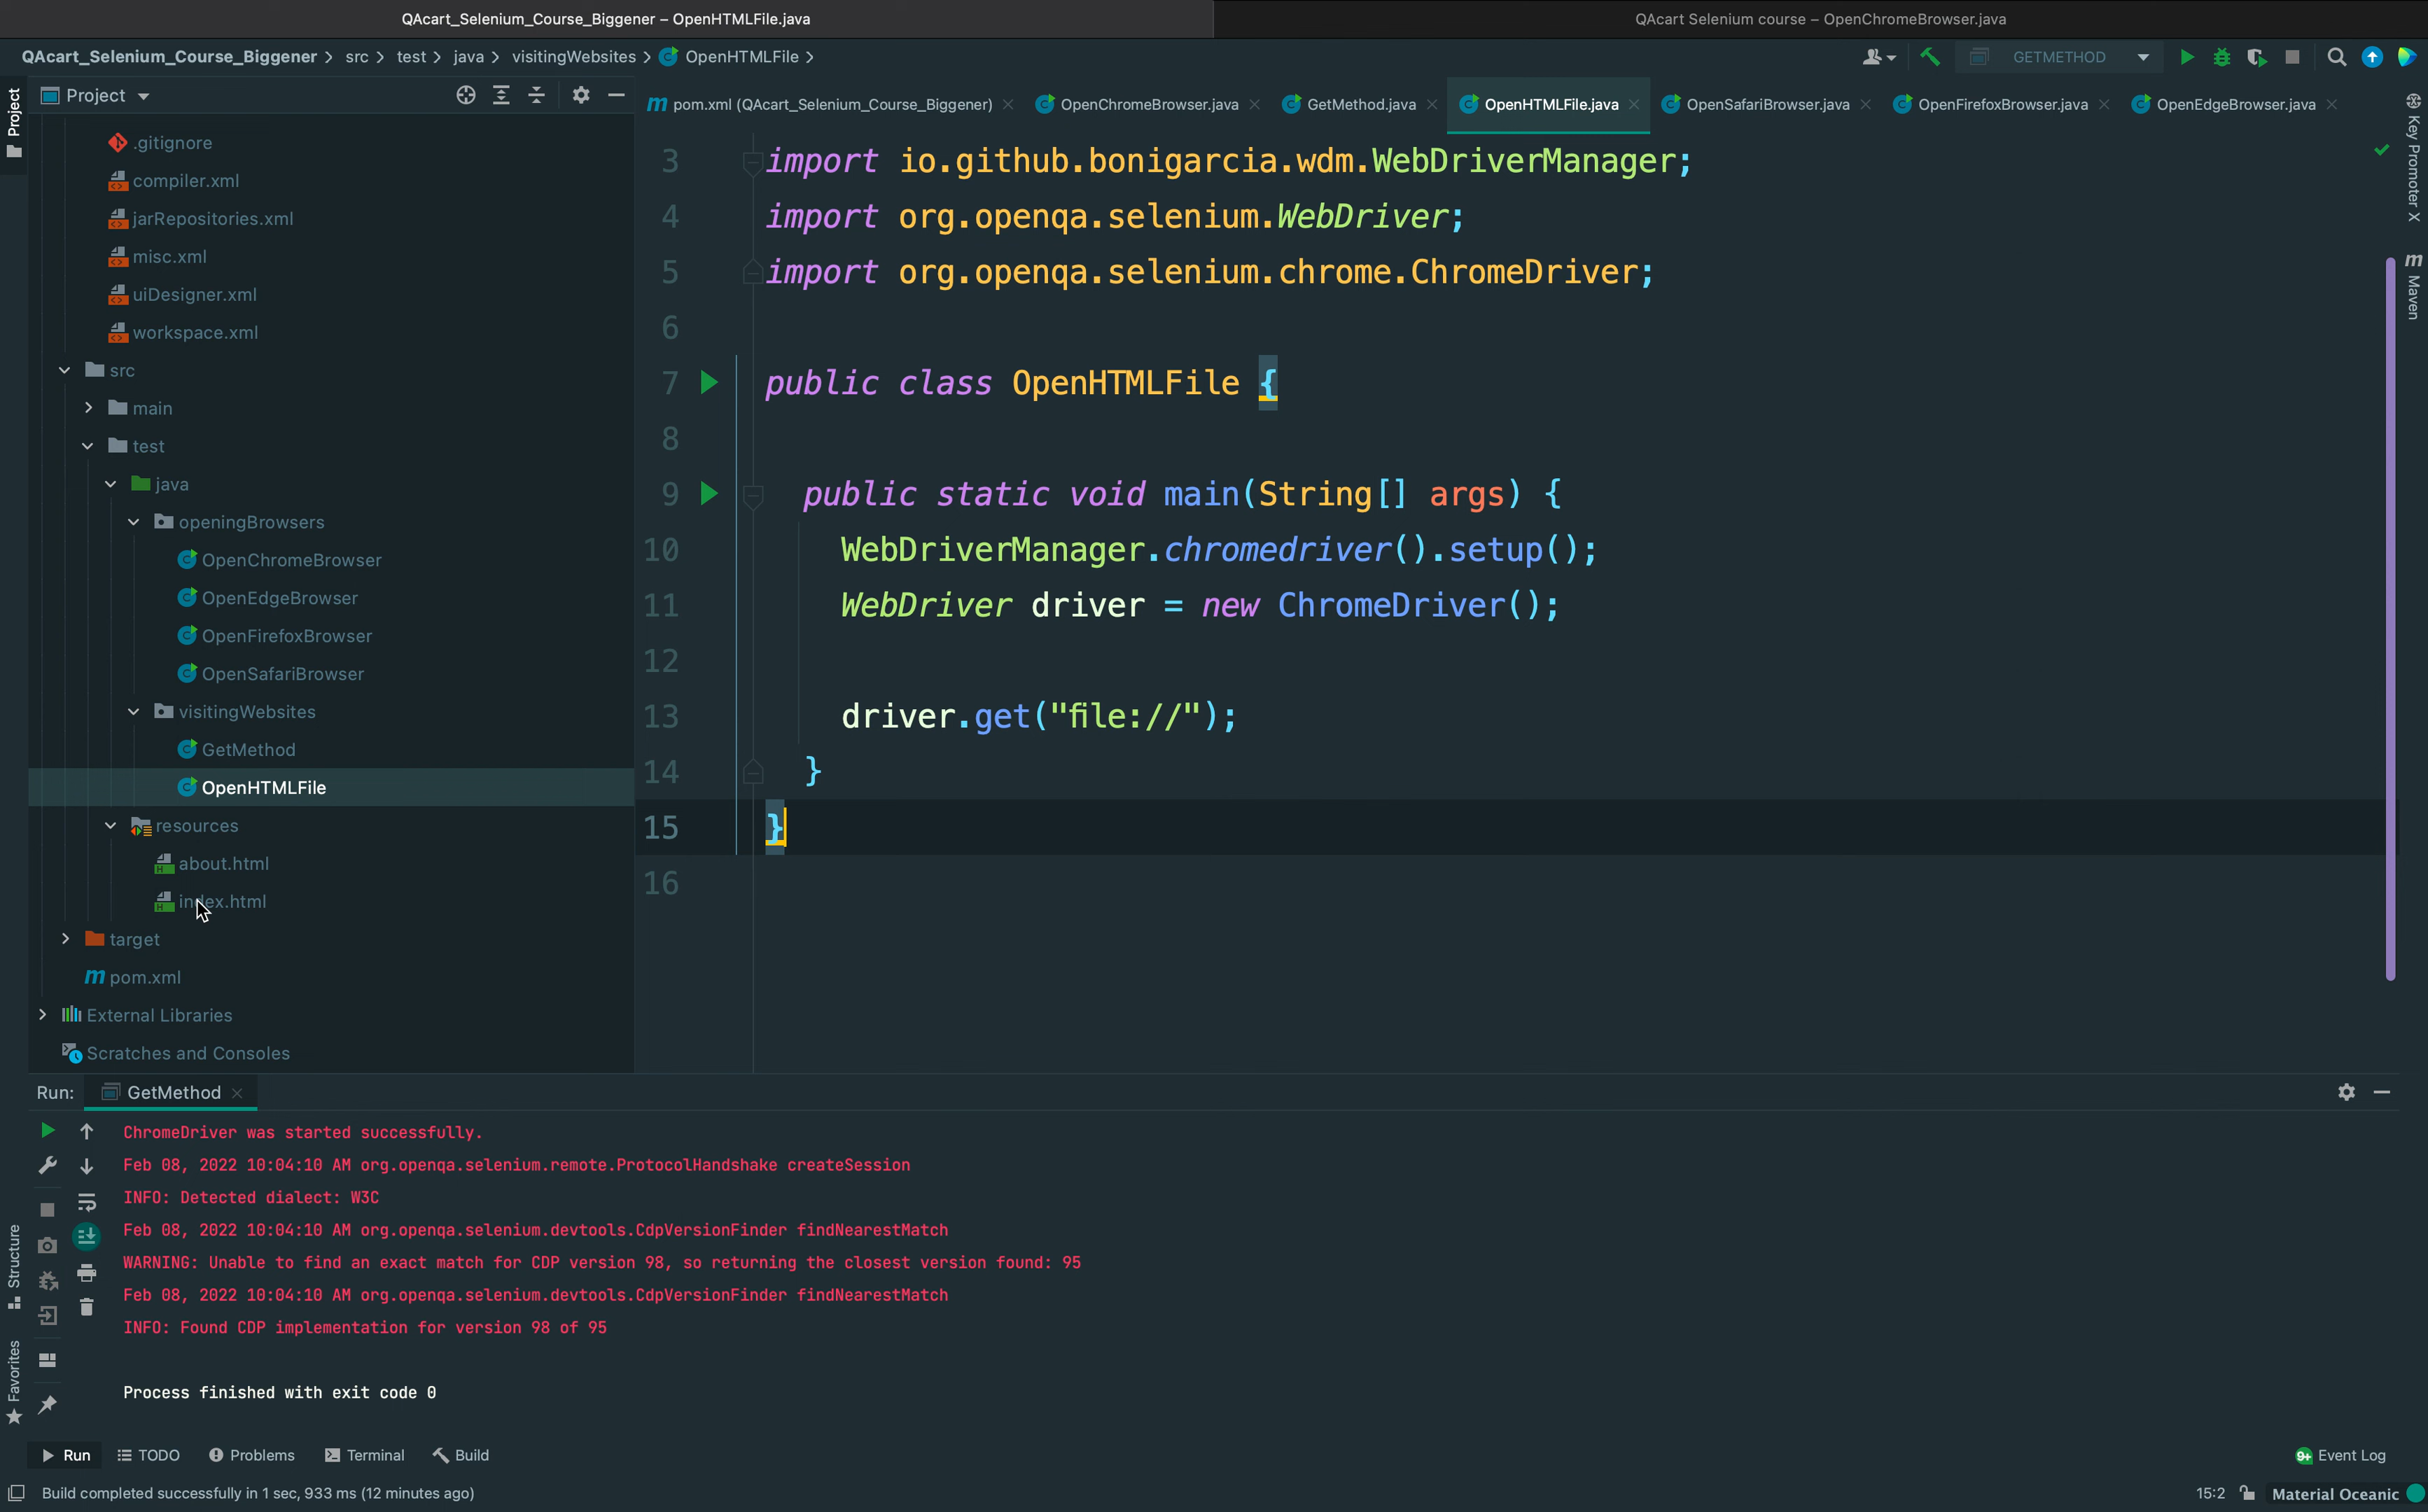 QAcart_Selenium_Course_Biggener – OpenHTMLFile.java
QAcart Selenium course – OpenChromeBrowser.java
QAcart_Selenium_Course_Biggener
src
test
java
visitingWebsites
OpenHTMLFile
GETMETHOD
Project
Project
pom.xml (QAcart_Selenium_Course_Biggener)
OpenChromeBrowser.java
GetMethod.java
OpenHTMLFile.java
OpenSafariBrowser.java
OpenFirefoxBrowser.java
OpenEdgeBrowser.java
Key Promoter X
Maven
.gitignore
compiler.xml
jarRepositories.xml
misc.xml
uiDesigner.xml
workspace.xml
src
main
test
java
openingBrowsers
OpenChromeBrowser
OpenEdgeBrowser
OpenFirefoxBrowser
OpenSafariBrowser
visitingWebsites
GetMethod
OpenHTMLFile
resources
about.html
index.html
target
pom.xml
External Libraries
Scratches and Consoles
3 import io.github.bonigarcia.wdm.WebDriverManager;
4 import org.openqa.selenium.WebDriver;
5 import org.openqa.selenium.chrome.ChromeDriver;
6
7 public class OpenHTMLFile {
8
9 public static void main(String[] args) {
10 WebDriverManager.chromedriver().setup();
11 WebDriver driver = new ChromeDriver();
12
13 driver.get("file://");
14 }
15 }
16
Run:
GetMethod
ChromeDriver was started successfully.
Feb 08, 2022 10:04:10 AM org.openqa.selenium.remote.ProtocolHandshake createSession
INFO: Detected dialect: W3C
Feb 08, 2022 10:04:10 AM org.openqa.selenium.devtools.CdpVersionFinder findNearestMatch
WARNING: Unable to find an exact match for CDP version 98, so returning the closest version found: 95
Feb 08, 2022 10:04:10 AM org.openqa.selenium.devtools.CdpVersionFinder findNearestMatch
INFO: Found CDP implementation for version 98 of 95
Process finished with exit code 0
Structure
Favorites
Run
TODO
Problems
Terminal
Build
9+ Event Log
Build completed successfully in 1 sec, 933 ms (12 minutes ago)
15:2
Material Oceanic